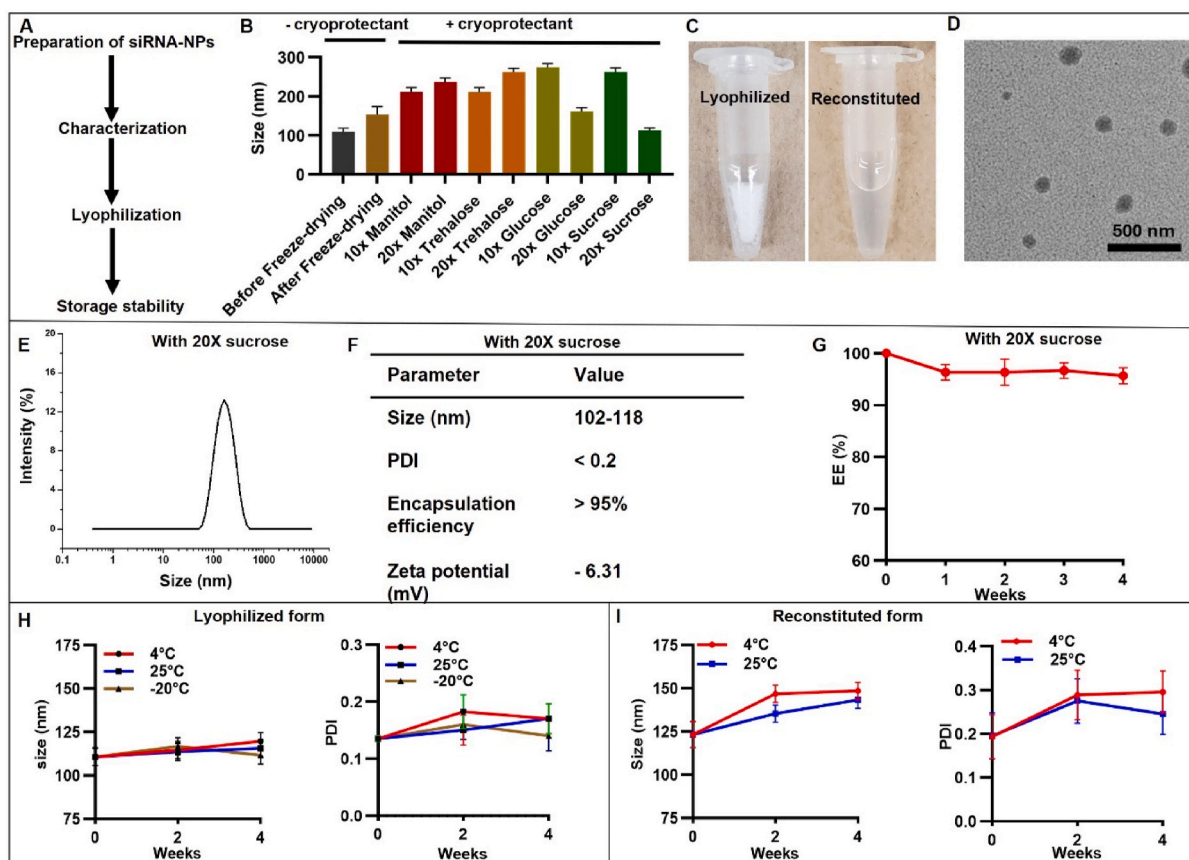 A
Preparation of siRNA-NPs
Characterization
Lyophilization
Storage stability
B
- cryoprotectant
+ cryoprotectant
Size (nm)
300
200
100
0
Before Freeze-drying
After Freeze-drying
10x Manitol
20x Manitol
10x Trehalose
20x Trehalose
10x Glucose
20x Glucose
10x Sucrose
20x Sucrose
C
Lyophilized
Reconstituted
D
500 nm
E
With 20X sucrose
Intensity (%)
20
16
12
8
4
0
0.1
1
10
100
1000
10000
Size (nm)
F
With 20X sucrose
Parameter Value
Size (nm) 102-118
PDI < 0.2
Encapsulation > 95%
efficiency
Zeta potential - 6.31
(mV)
G
With 20X sucrose
EE (%)
100
90
80
70
60
0
1
2
3
4
Weeks
H
Lyophilized form
4°C
25°C
-20°C
size (nm)
175
150
125
100
75
0
2
4
Weeks
4°C
25°C
-20°C
PDI
0.3
0.2
0.1
0.0
0
2
4
Weeks
I
Reconstituted form
4°C
25°C
Size (nm)
175
150
125
100
75
0
2
4
Weeks
4°C
25°C
PDI
0.4
0.3
0.2
0.1
0.0
0
2
4
Weeks